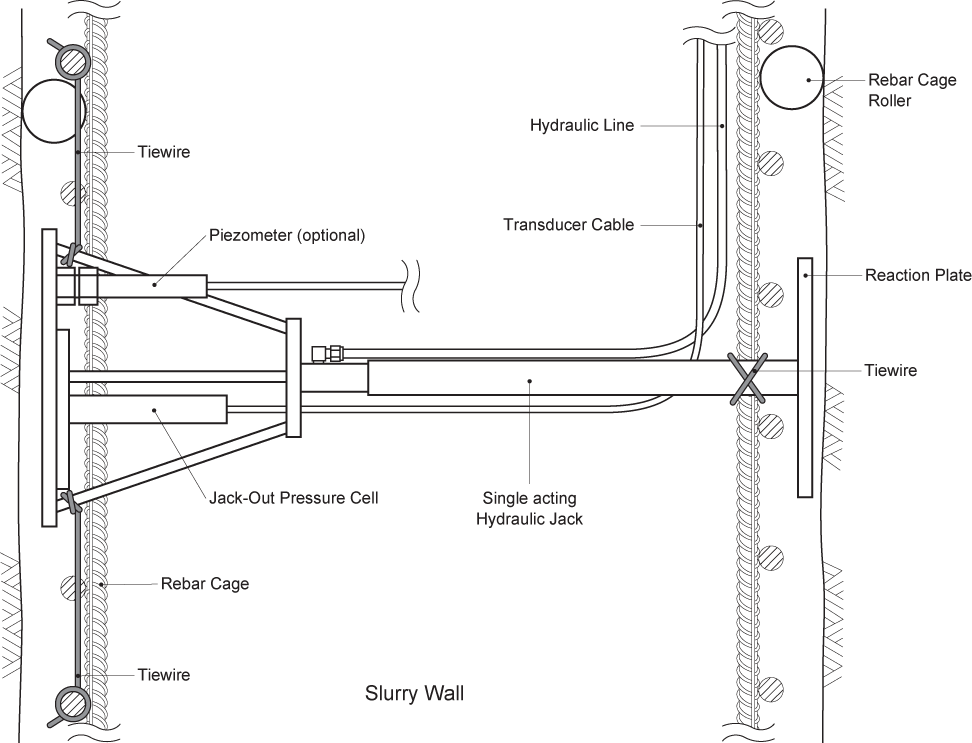 Rebar Cage
Roller
Hydraulic Line
Tiewire
Transducer Cable
Piezometer (optional)
Reaction Plate
Tiewire
Jack-Out Pressure Cell
Single acting
Hydraulic Jack
Rebar Cage
Tiewire
Slurry Wall